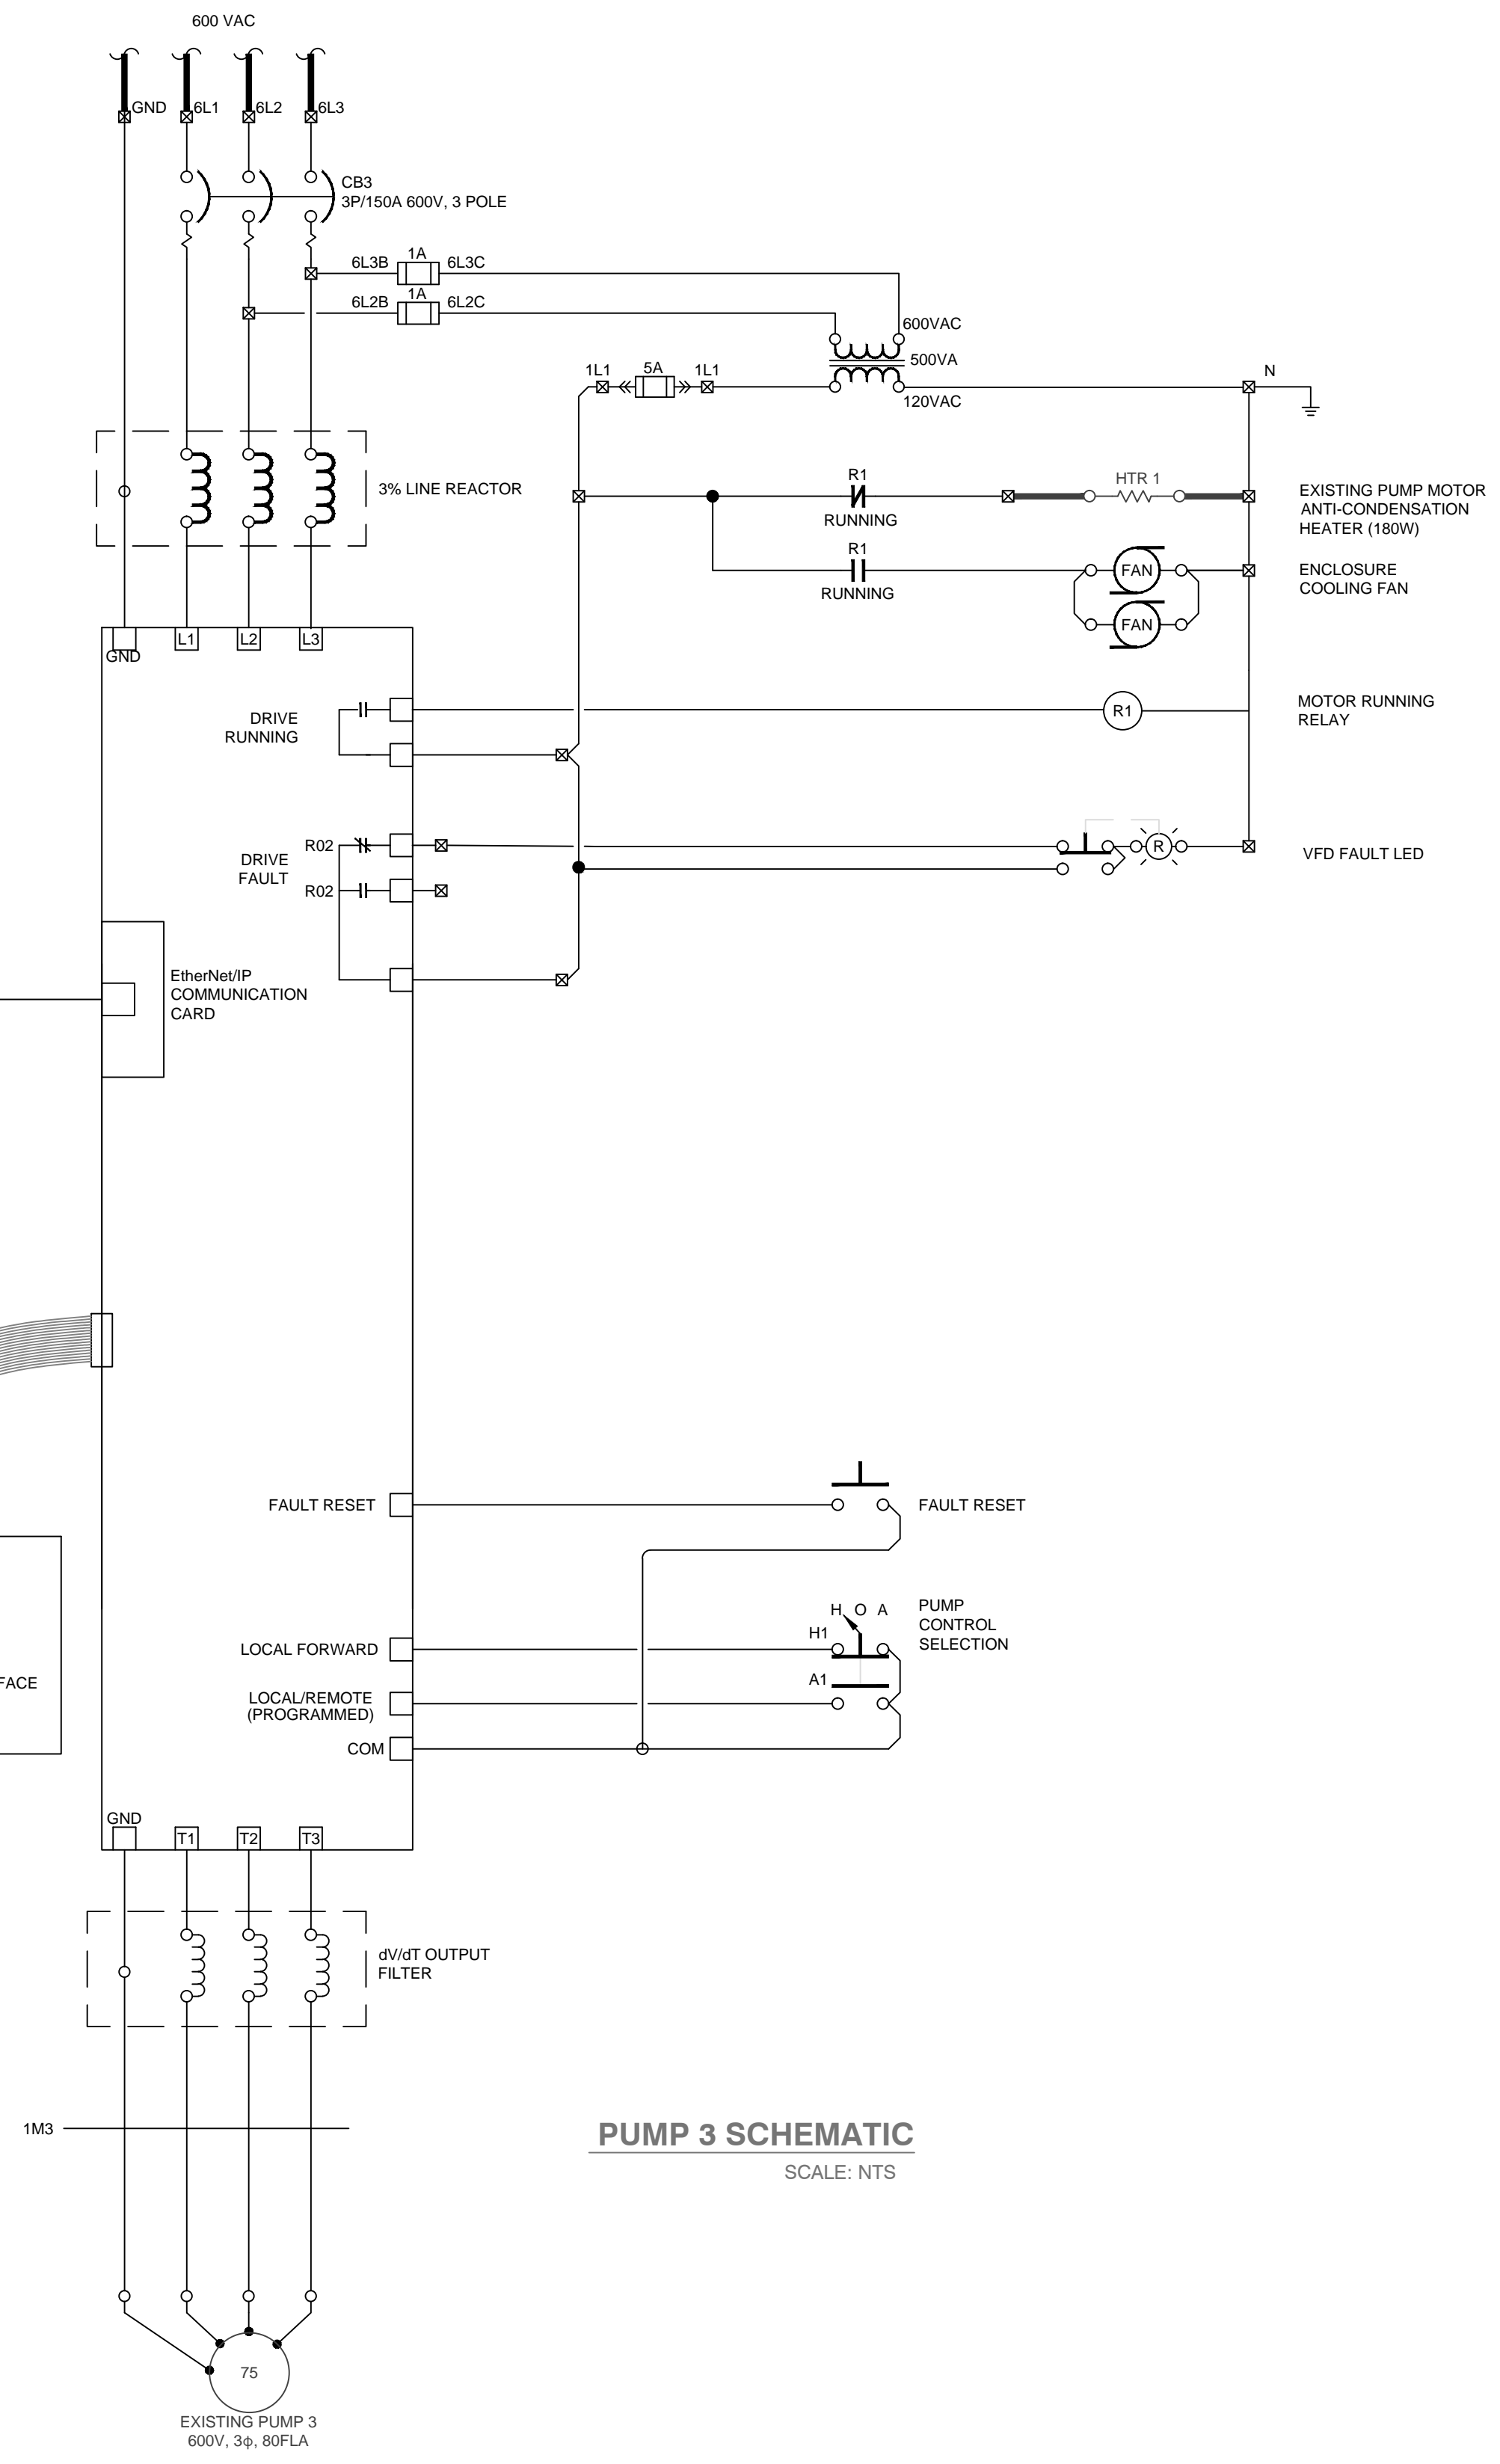 600 VAC
GND
6L1
6L2
6L3
CB3
3P/150A 600V, 3 POLE
6L3B
1A
6L3C
6L2B
1A
6L2C
600VAC
500VA
120VAC
1L1
5A
1L1
N
3% LINE REACTOR
R1
RUNNING
HTR 1
EXISTING PUMP MOTOR
ANTI-CONDENSATION
HEATER (180W)
R1
RUNNING
FAN
FAN
ENCLOSURE
COOLING FAN
GND
L1
L2
L3
DRIVE
RUNNING
R1
MOTOR RUNNING
RELAY
R02
DRIVE
FAULT
R02
R
VFD FAULT LED
EtherNet/IP
COMMUNICATION
CARD
FAULT RESET
FAULT RESET
H O A
PUMP
CONTROL
SELECTION
LOCAL FORWARD
H1
FACE
LOCAL/REMOTE
(PROGRAMMED)
A1
COM
GND
T1
T2
T3
dV/dT OUTPUT
FILTER
1M3
PUMP 3 SCHEMATIC
SCALE: NTS
75
EXISTING PUMP 3
600V, 3ϕ, 80FLA